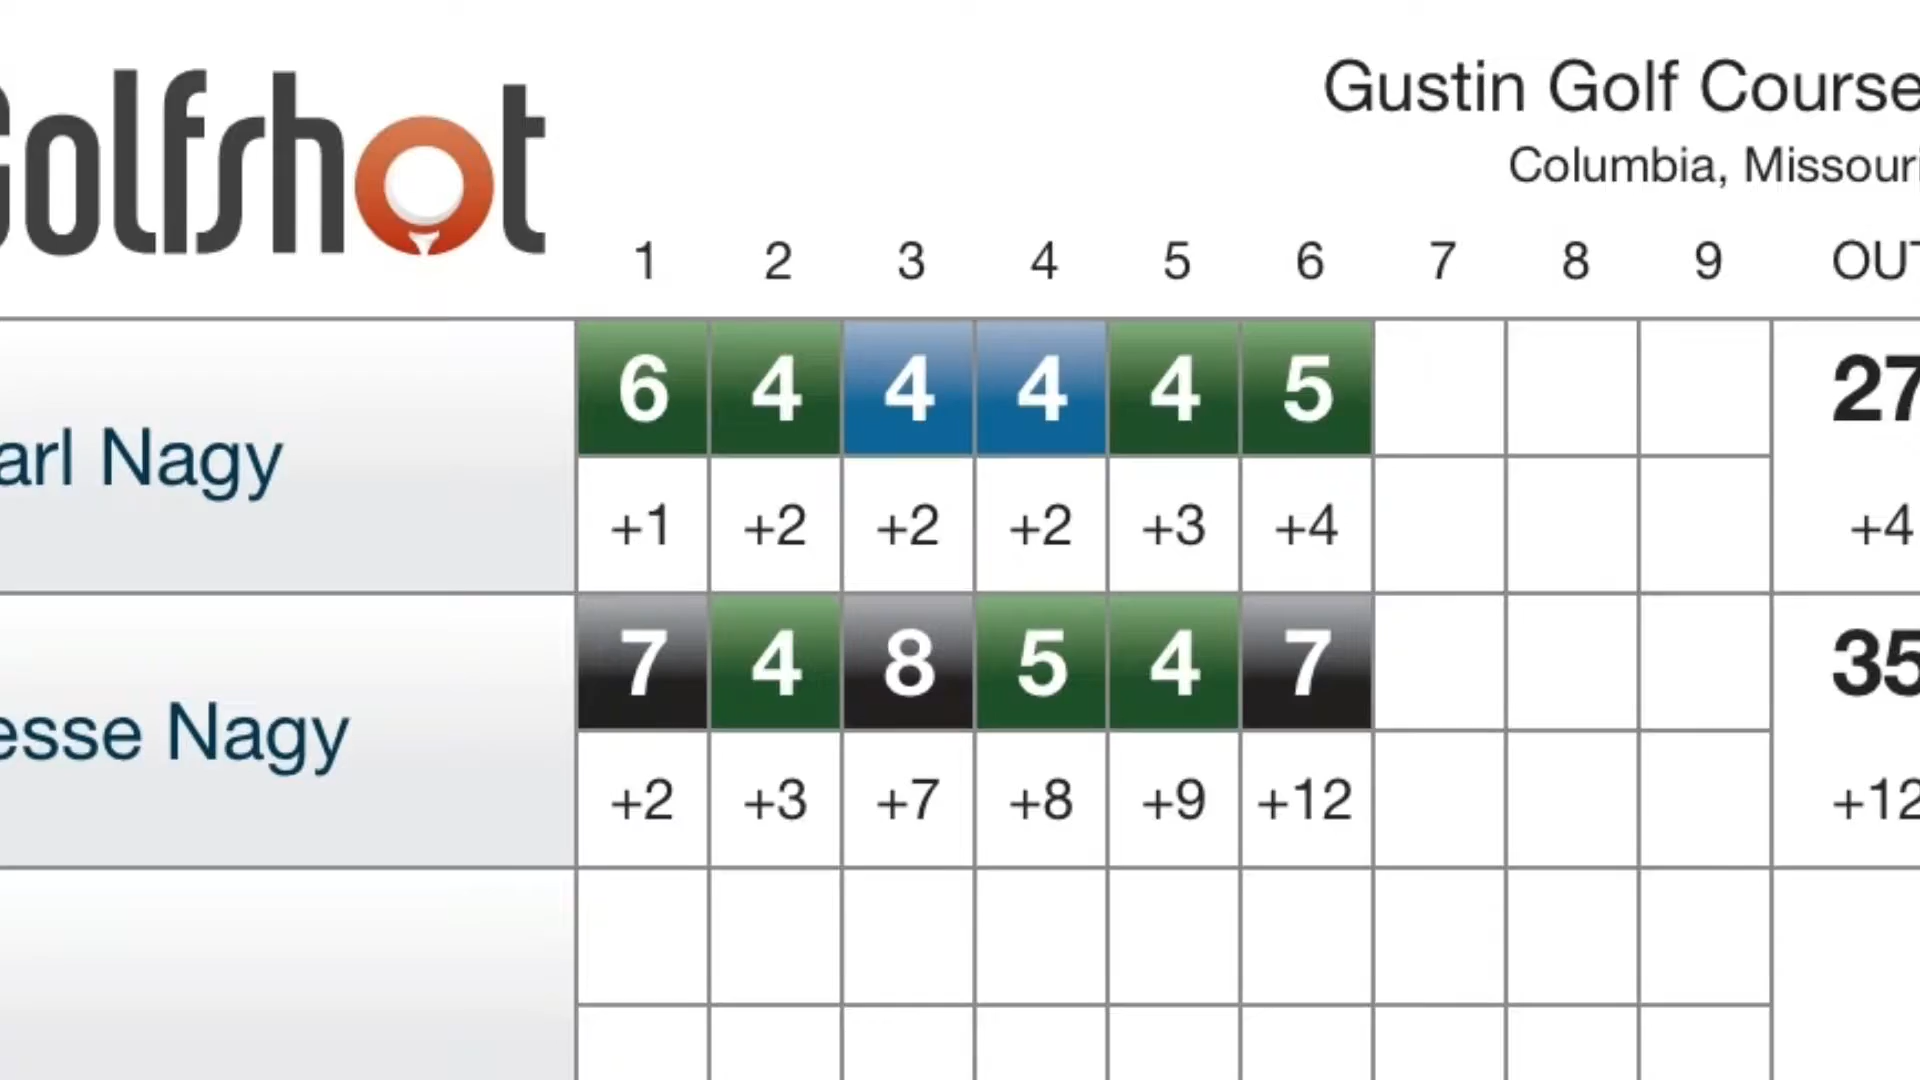 Golfshot
Gustin Golf Course
Columbia, Missouri
1 2 3 4 5 6 7 8 9 OUT
6 4 4 4 4 5 27
arl Nagy
+1 +2 +2 +2 +3 +4 +4
7 4 8 5 4 7 35
esse Nagy
+2 +3 +7 +8 +9 +12 +12